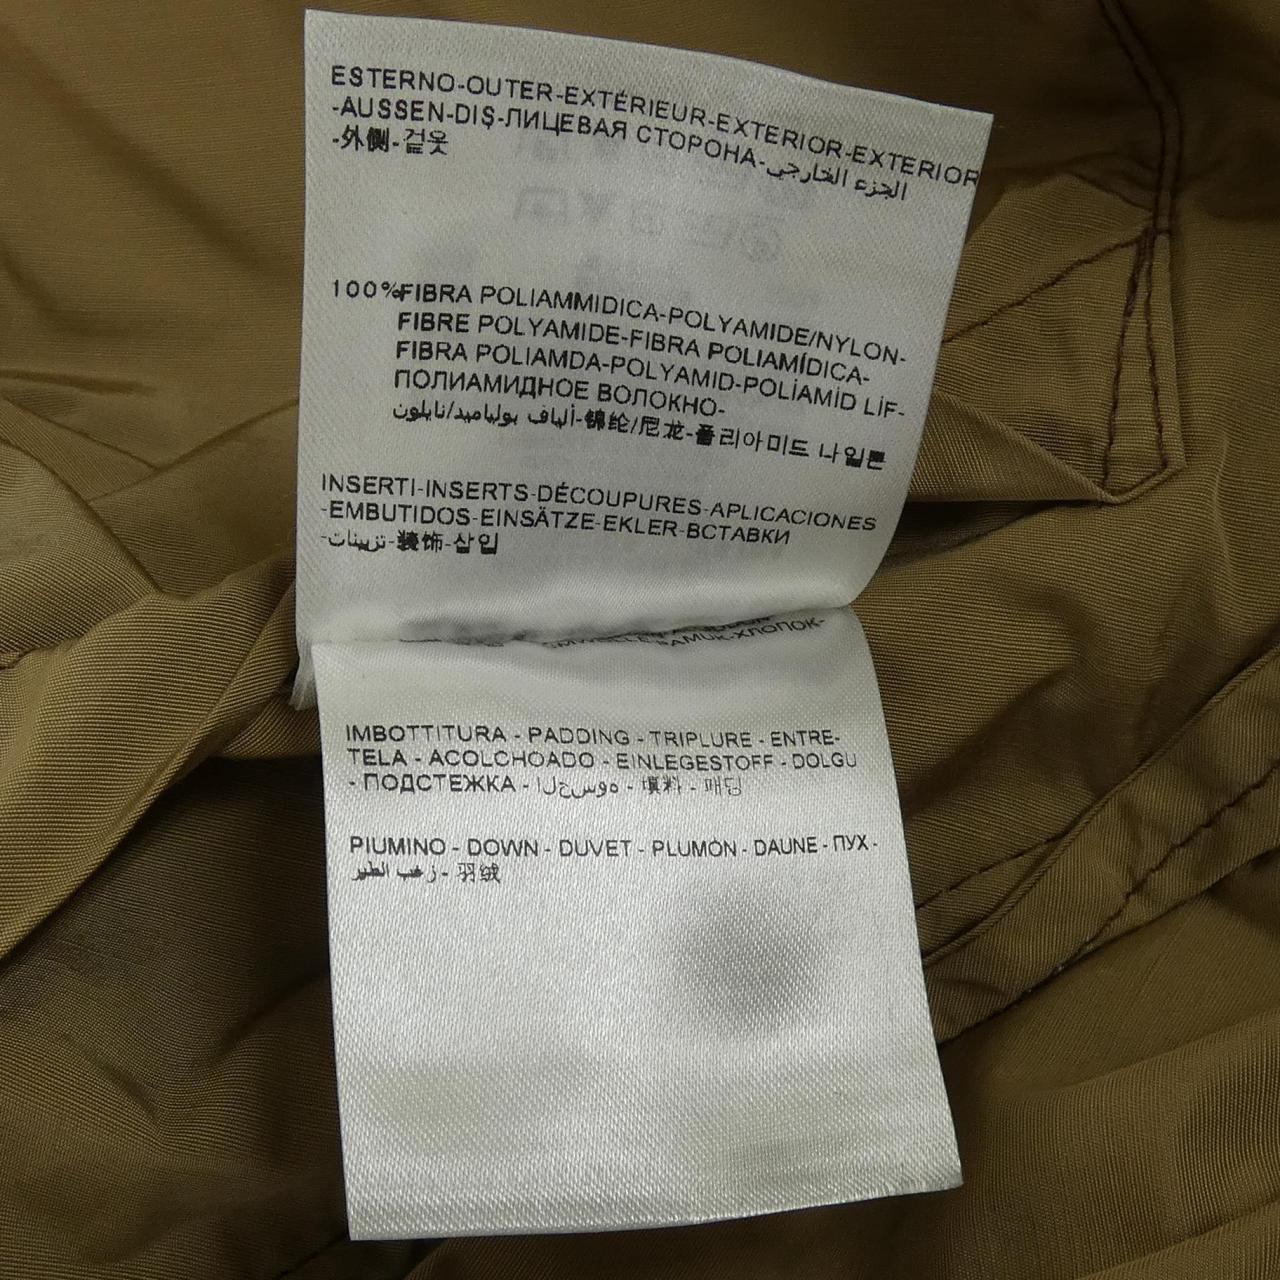 ESTERNO-OUTER-EXTÉRIEUR-EXTERIOR-EXTERIOR
-AUSSEN-DIŞ-ЛИЦЕВАЯ СТОРОНА-الجزء الخارجي
-外侧-겉옷
100%FIBRA POLIAMMIDICA-POLYAMIDE/NYLON-
FIBRE POLYAMIDE-FIBRA POLIAMÍDICA-
FIBRA POLIAMDA-POLYAMID-POLİAMİD LİF-
ПОЛИАМИДНОЕ ВОЛОКНО-
ألياف بولياميد/نايلون-锦纶/尼龙-폴리아미드 나일론
INSERTI-INSERTS-DÉCOUPURES-APLICACIONES
-EMBUTIDOS-EINSÄTZE-EKLER-ВСТАВКИ
-تزيينات-装饰-삽입
PAMUK-ХЛОПОК-
IMBOTTITURA - PADDING - TRIPLURE - ENTRE-
TELA - ACOLCHOADO - EINLEGESTOFF - DOLGU
- ПОДСТЕЖКА - الحسوه - 填料 - 패딩
PIUMINO - DOWN - DUVET - PLUMÓN - DAUNE - ПУХ -
زغب الطير - 羽绒